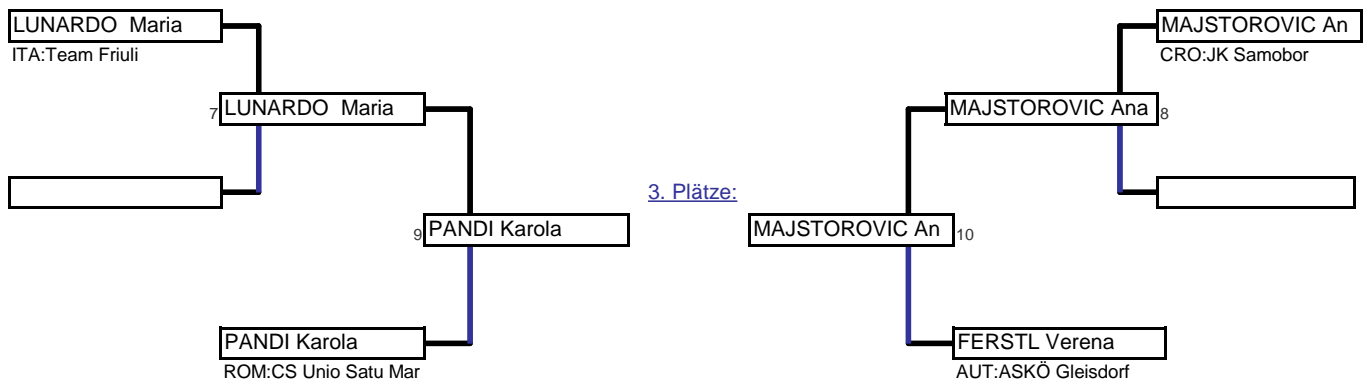 LUNARDO  Maria
ITA:Team Friuli
7 LUNARDO  Maria
9 PANDI Karola
PANDI Karola
ROM:CS Unio Satu Mar
3. Plätze:
MAJSTOROVIC An
CRO:JK Samobor
MAJSTOROVIC Ana 8
MAJSTOROVIC An 10
FERSTL Verena
AUT:ASKÖ Gleisdorf